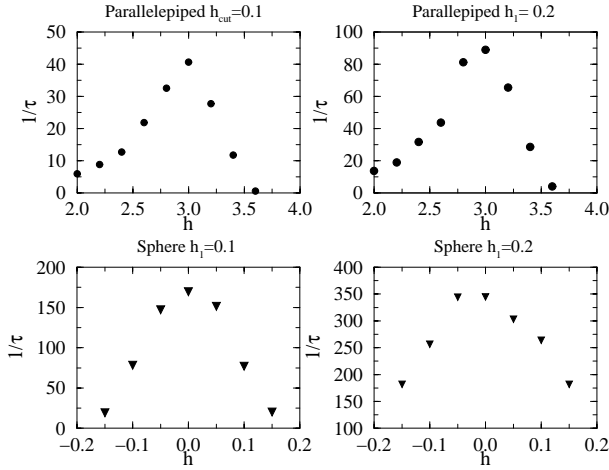 Parallelepiped h_cut=0.1
1/τ
50
40
30
20
10
0
2.0 2.5 3.0 3.5 4.0
h
Parallepiped h_1= 0.2
1/τ
100
80
60
40
20
0
2.0 2.5 3.0 3.5 4.0
h
Sphere h_1=0.1
1/τ
200
150
100
50
0
−0.2 −0.1 0.0 0.1 0.2
h
Sphere h_1=0.2
1/τ
400
350
300
250
200
150
100
−0.2 −0.1 0.0 0.1 0.2
h